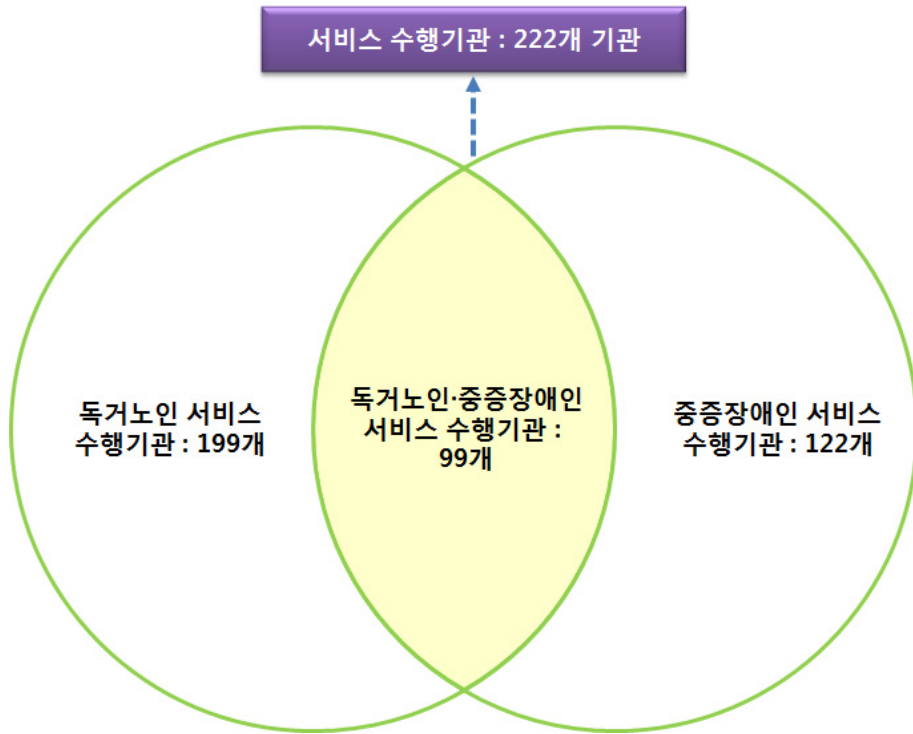 서비스 수행기관 : 222개 기관
독거노인 서비스
수행기관 : 199개
독거노인·중증장애인
서비스 수행기관 :
99개
중증장애인 서비스
수행기관 : 122개